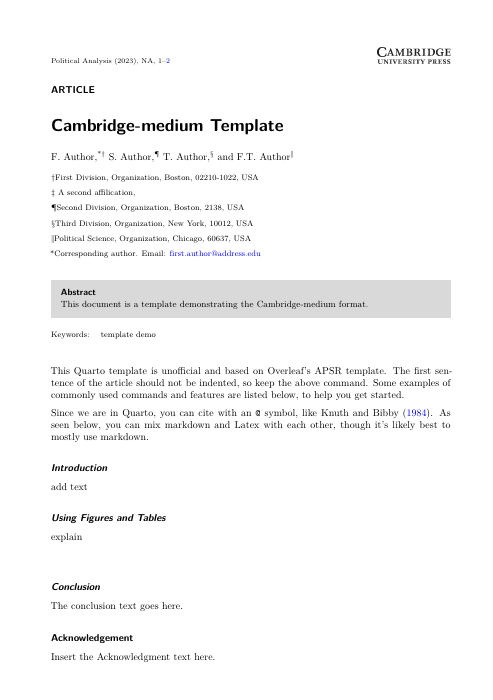 Political Analysis (2023), NA, 1–2
CAMBRIDGE
UNIVERSITY PRESS
ARTICLE
Cambridge-medium Template
F. Author,*† S. Author,¶ T. Author,§ and F.T. Author‖
†First Division, Organization, Boston, 02210-1022, USA
‡ A second affilication,
¶Second Division, Organization, Boston, 2138, USA
§Third Division, Organization, New York, 10012, USA
‖Political Science, Organization, Chicago, 60637, USA
*Corresponding author. Email: first.author@address.edu
Abstract
This document is a template demonstrating the Cambridge-medium format.
Keywords: template demo
This Quarto template is unofficial and based on Overleaf's APSR template. The first sen-
tence of the article should not be indented, so keep the above command. Some examples of
commonly used commands and features are listed below, to help you get started.
Since we are in Quarto, you can cite with an @ symbol, like Knuth and Bibby (1984). As
seen below, you can mix markdown and Latex with each other, though it's likely best to
mostly use markdown.
Introduction
add text
Using Figures and Tables
explain
Conclusion
The conclusion text goes here.
Acknowledgement
Insert the Acknowledgment text here.